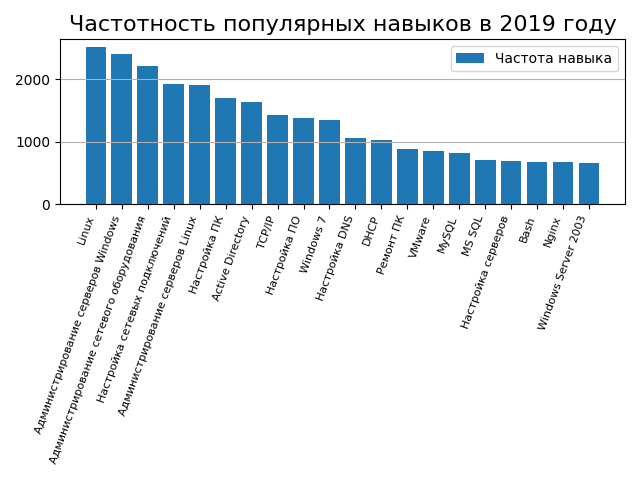 Частотность популярных навыков в 2019 году
Частота навыка
2000
1000
0
Linux
Администрирование серверов Windows
Администрирование сетевого оборудования
Настройка сетевых подключений
Администрирование серверов Linux
Настройка ПК
Active Directory
TCP/IP
Настройка ПО
Windows 7
Настройка DNS
DHCP
Ремонт ПК
VMware
MySQL
MS SQL
Настройка серверов
Bash
Nginx
Windows Server 2003